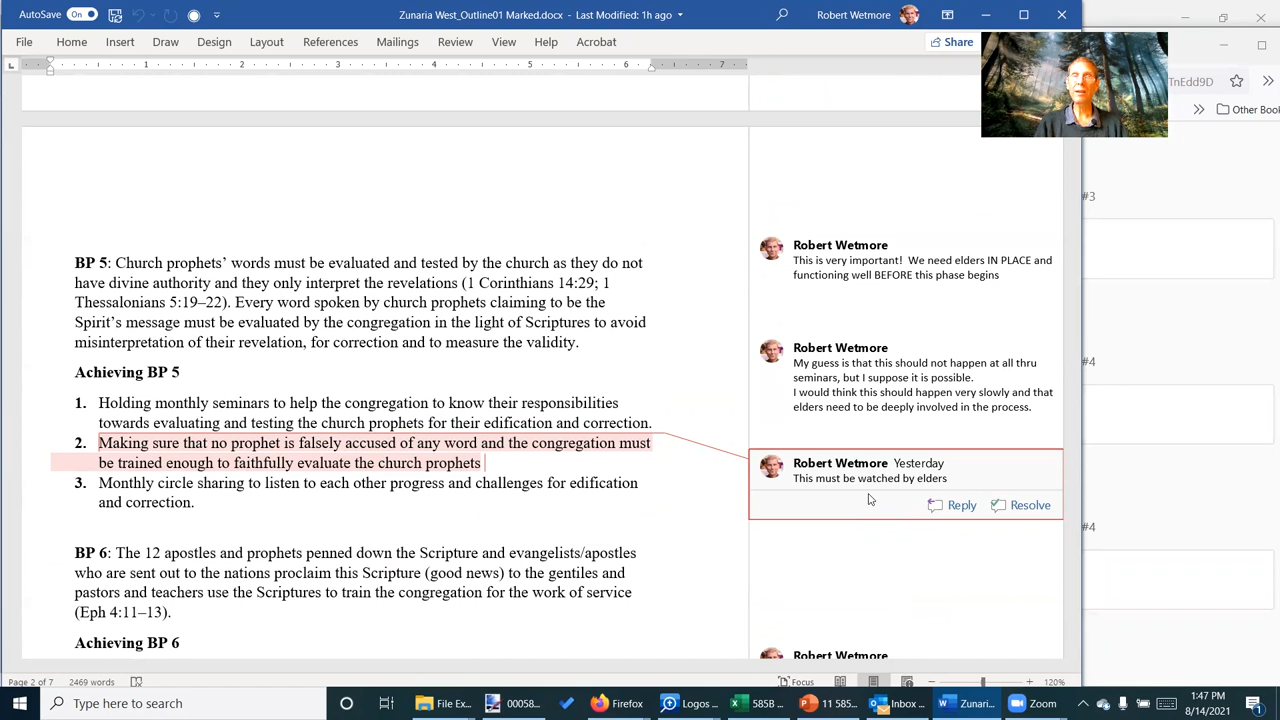 AutoSave Off
Zunaria West_Outline01 Marked.docx - Last Modified: 1h ago
Robert Wetmore
File Home Insert Draw Design Layout References Mailings Review View Help Acrobat
Share
TnEdd9D
Other Book
1 2 3 4 5 6 7
#3
BP 5: Church prophets’ words must be evaluated and tested by the church as they do not
have divine authority and they only interpret the revelations (1 Corinthians 14:29; 1
Thessalonians 5:19–22). Every word spoken by church prophets claiming to be the
Spirit’s message must be evaluated by the congregation in the light of Scriptures to avoid
misinterpretation of their revelation, for correction and to measure the validity.
Achieving BP 5
1. Holding monthly seminars to help the congregation to know their responsibilities
towards evaluating and testing the church prophets for their edification and correction.
2. Making sure that no prophet is falsely accused of any word and the congregation must
be trained enough to faithfully evaluate the church prophets
3. Monthly circle sharing to listen to each other progress and challenges for edification
and correction.
BP 6: The 12 apostles and prophets penned down the Scripture and evangelists/apostles
who are sent out to the nations proclaim this Scripture (good news) to the gentiles and
pastors and teachers use the Scriptures to train the congregation for the work of service
(Eph 4:11–13).
Achieving BP 6
Robert Wetmore
This is very important! We need elders IN PLACE and
functioning well BEFORE this phase begins
Robert Wetmore
My guess is that this should not happen at all thru
seminars, but I suppose it is possible.
I would think this should happen very slowly and that
elders need to be deeply involved in the process.
Robert Wetmore Yesterday
This must be watched by elders
Reply Resolve
Robert Wetmore
#4
#4
Page 2 of 7 2469 words
Focus
120%
Type here to search
File Ex...
00058...
Firefox
Logos ...
585B ...
11 585...
Inbox ...
Zunari...
Zoom
1:47 PM
8/14/2021